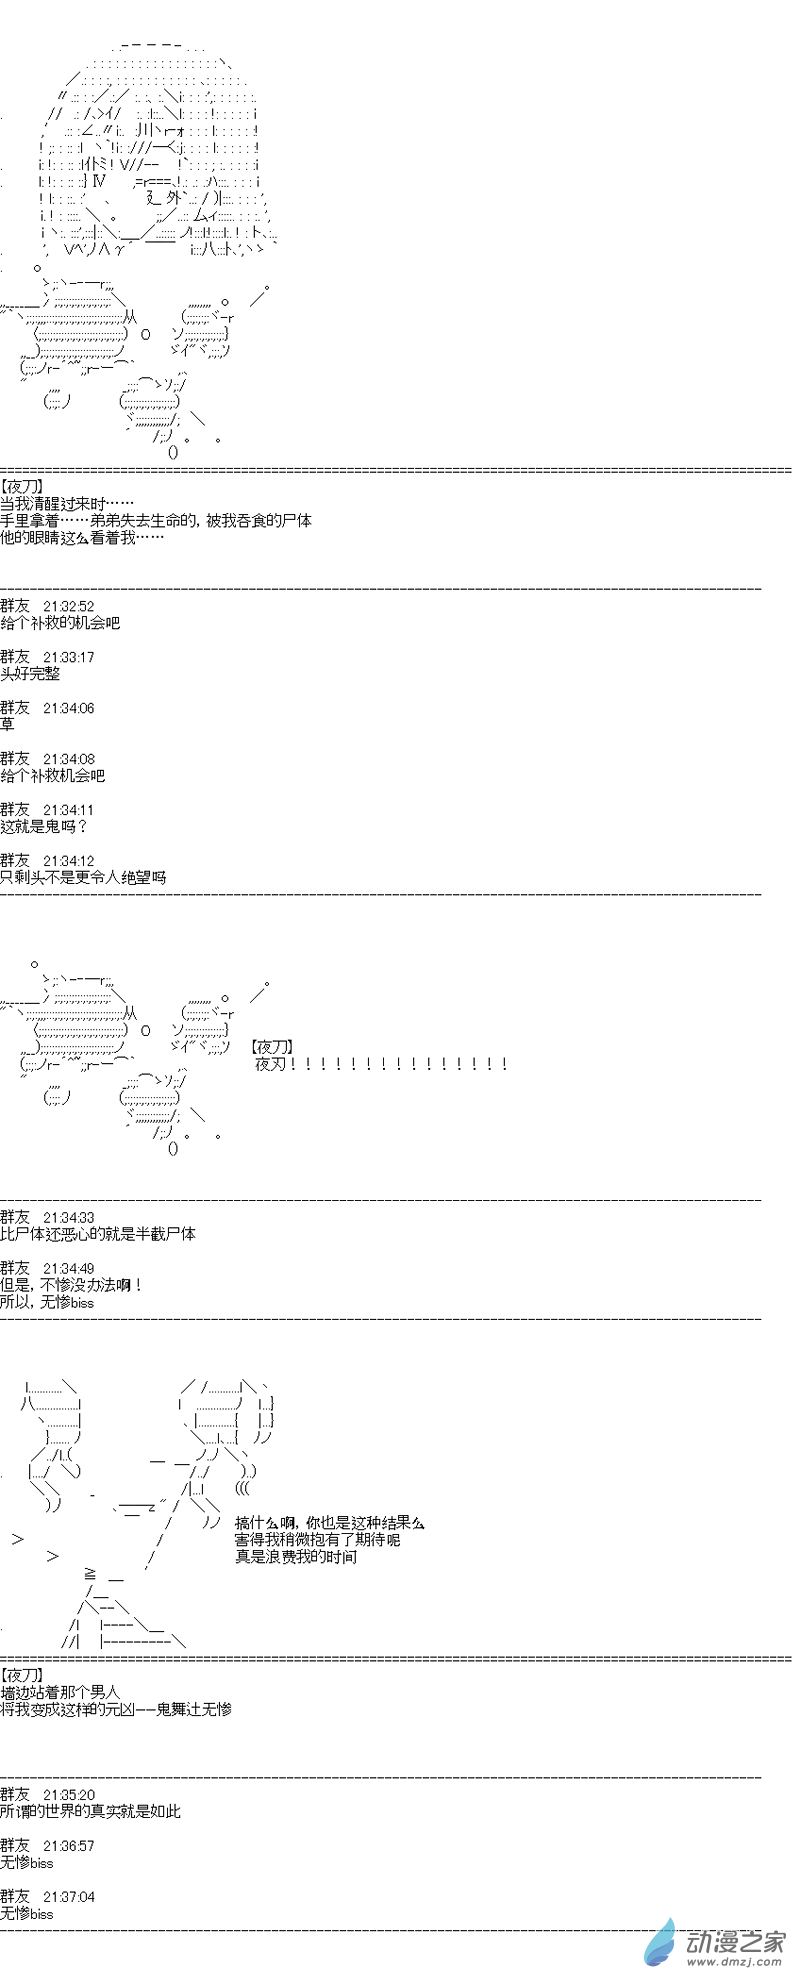 【夜刀】
当我清醒过来时……
手里拿着……弟弟失去生命的，被我吞食的尸体
他的眼睛这么看着我……
群友 21:32:52
给个补救的机会吧
群友 21:33:17
头好完整
群友 21:34:06
草
群友 21:34:08
给个补救机会吧
群友 21:34:11
这就是鬼吗？
群友 21:34:12
只剩头不是更令人绝望吗
【夜刀】
夜刃！！！！！！！！！！！！！！！
群友 21:34:33
比尸体还恶心的就是半截尸体
群友 21:34:49
但是，不惨没办法啊！
所以，无惨biss
搞什么啊，你也是这种结果么
害得我稍微抱有了期待呢
真是浪费我的时间
【夜刀】
墙边站着那个男人
将我变成这样的元凶——鬼舞辻无惨
群友 21:35:20
所谓的世界的真实就是如此
群友 21:36:57
无惨biss
群友 21:37:04
无惨biss
动漫之家
www.dmzj.com